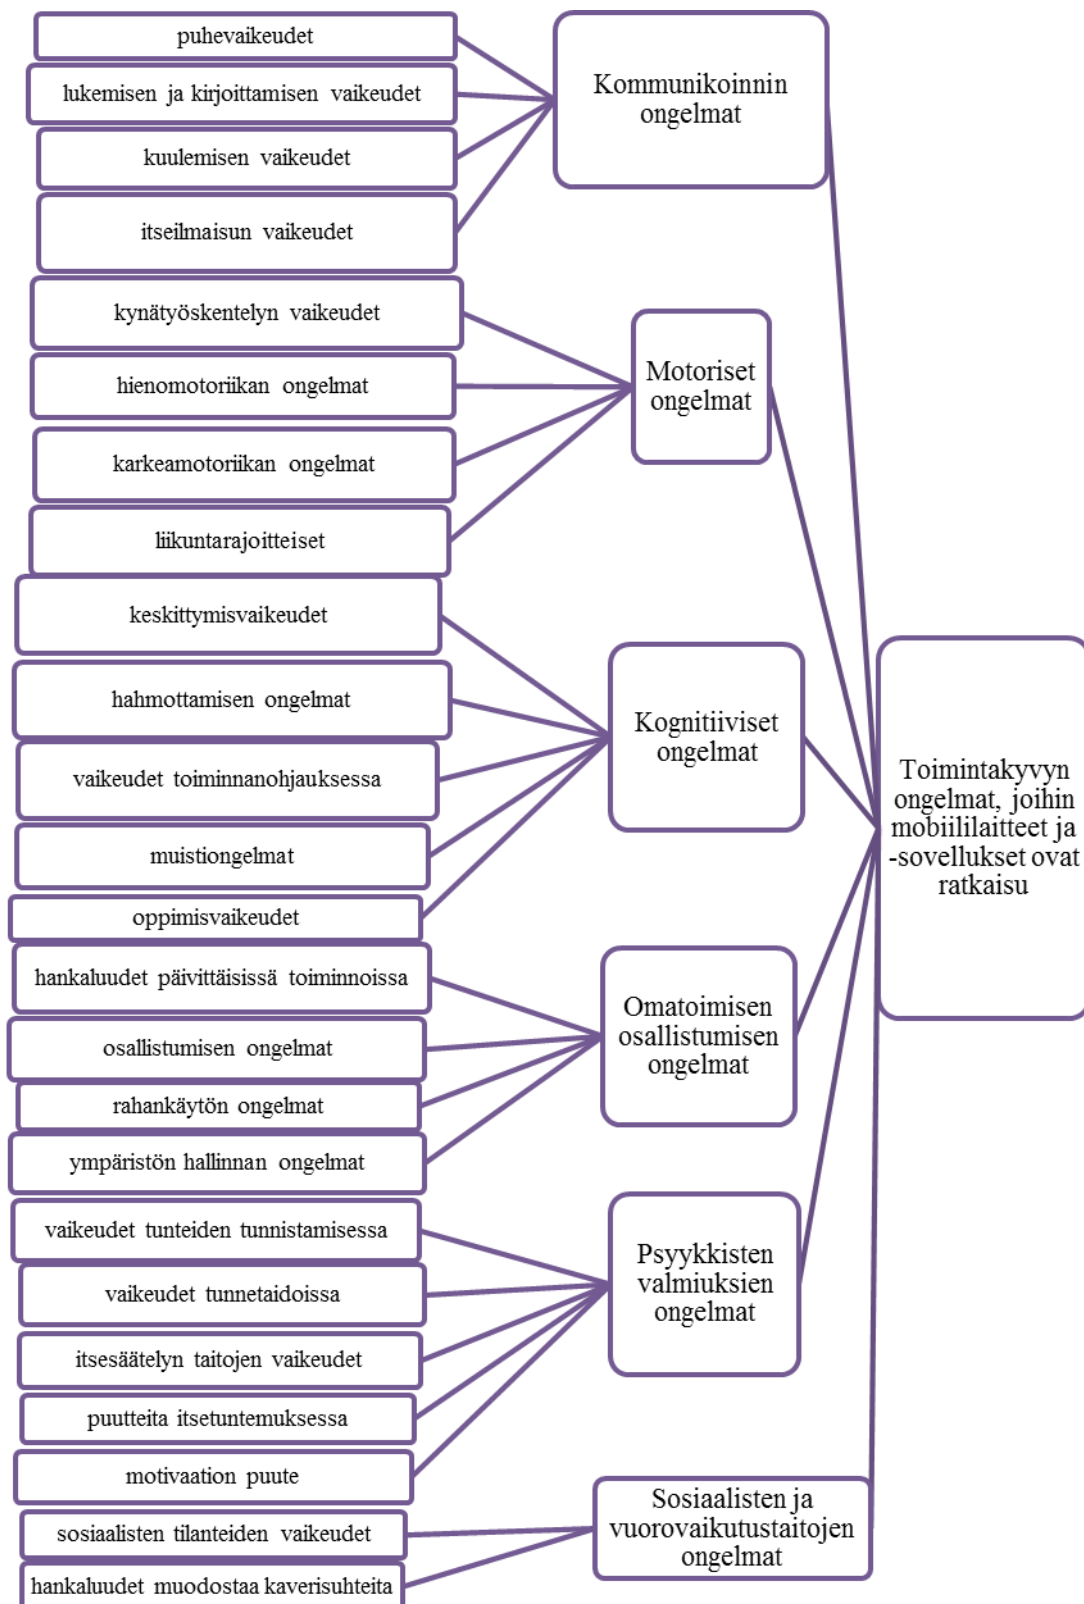 puhevaikeudet
lukemisen ja kirjoittamisen vaikeudet
kuulemisen vaikeudet
itseilmaisun vaikeudet
Kommunikoinnin
ongelmat
kynätyöskentelyn vaikeudet
hienomotoriikan ongelmat
karkeamotoriikan ongelmat
liikuntarajoitteiset
Motoriset
ongelmat
keskittymisvaikeudet
hahmottamisen ongelmat
vaikeudet toiminnanohjauksessa
muistiongelmat
oppimisvaikeudet
Kognitiiviset
ongelmat
hankaluudet päivittäisissä toiminnoissa
osallistumisen ongelmat
rahankäytön ongelmat
ympäristön hallinnan ongelmat
Omatoimisen
osallistumisen
ongelmat
vaikeudet tunteiden tunnistamisessa
vaikeudet tunnetaidoissa
itsesäätelyn taitojen vaikeudet
puutteita itsetuntemuksessa
motivaation puute
Psyykkisten
valmiuksien
ongelmat
sosiaalisten tilanteiden vaikeudet
hankaluudet muodostaa kaverisuhteita
Sosiaalisten ja
vuorovaikutustaitojen
ongelmat
Toimintakyvyn
ongelmat, joihin
mobiililaitteet ja
-sovellukset ovat
ratkaisu